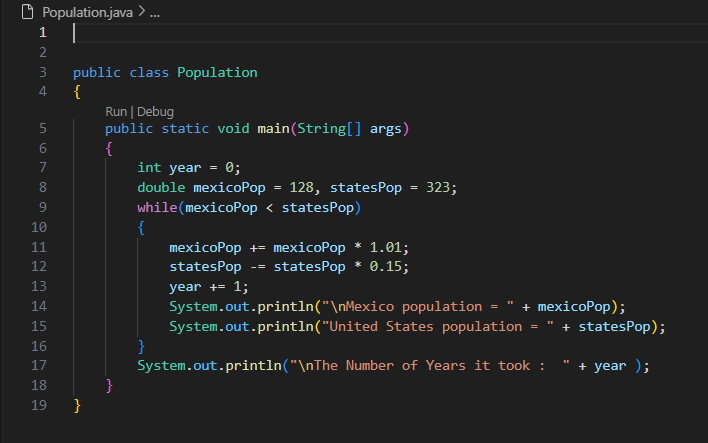 Population.java > ...
1
2
3 public class Population
4 {
Run | Debug
5 public static void main(String[] args)
6 {
7 int year = 0;
8 double mexicoPop = 128, statesPop = 323;
9 while(mexicoPop < statesPop)
10 {
11 mexicoPop += mexicoPop * 1.01;
12 statesPop -= statesPop * 0.15;
13 year += 1;
14 System.out.println("\nMexico population = " + mexicoPop);
15 System.out.println("United States population = " + statesPop);
16 }
17 System.out.println("\nThe Number of Years it took :  " + year );
18 }
19 }